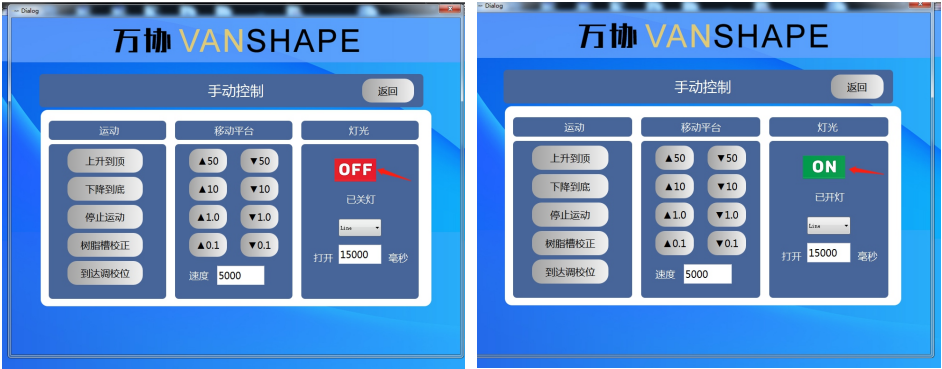 Dialog
万协 VANSHAPE
手动控制
返回
运动
移动平台
灯光
上升到顶
下降到底
停止运动
树脂槽校正
到达调校位
▲50
▼50
▲10
▼10
▲1.0
▼1.0
▲0.1
▼0.1
速度 5000
OFF
已关灯
Line
打开 15000 毫秒
Dialog
万协 VANSHAPE
手动控制
返回
运动
移动平台
灯光
上升到顶
下降到底
停止运动
树脂槽校正
到达调校位
▲50
▼50
▲10
▼10
▲1.0
▼1.0
▲0.1
▼0.1
速度 5000
ON
已开灯
Line
打开 15000 毫秒